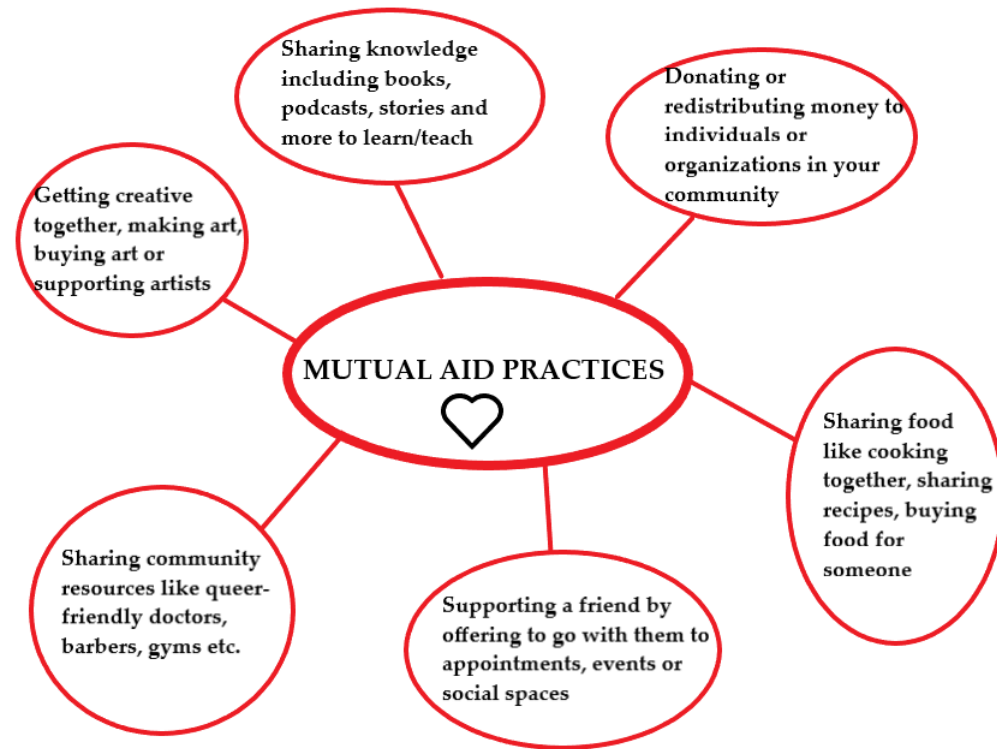 Sharing knowledge
including books,
podcasts, stories and
more to learn/teach
Donating or
redistributing money to
individuals or
organizations in your
community
Getting creative
together, making art,
buying art or
supporting artists
MUTUAL AID PRACTICES
Sharing food
like cooking
together, sharing
recipes, buying
food for
someone
Sharing community
resources like queer-
friendly doctors,
barbers, gyms etc.
Supporting a friend by
offering to go with them to
appointments, events or
social spaces